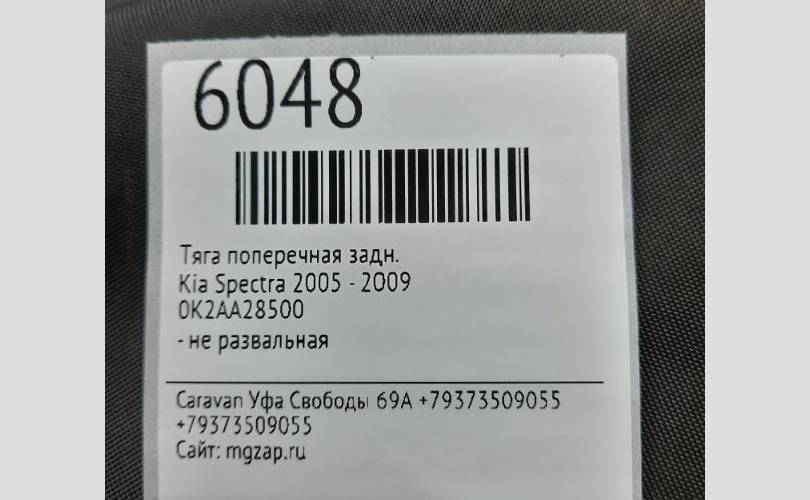 6048
Тяга поперечная задн.
Kia Spectra 2005 - 2009
0K2AA28500
- не развальная
Caravan Уфа Свободы 69А +79373509055
+79373509055
Сайт: mgzap.ru